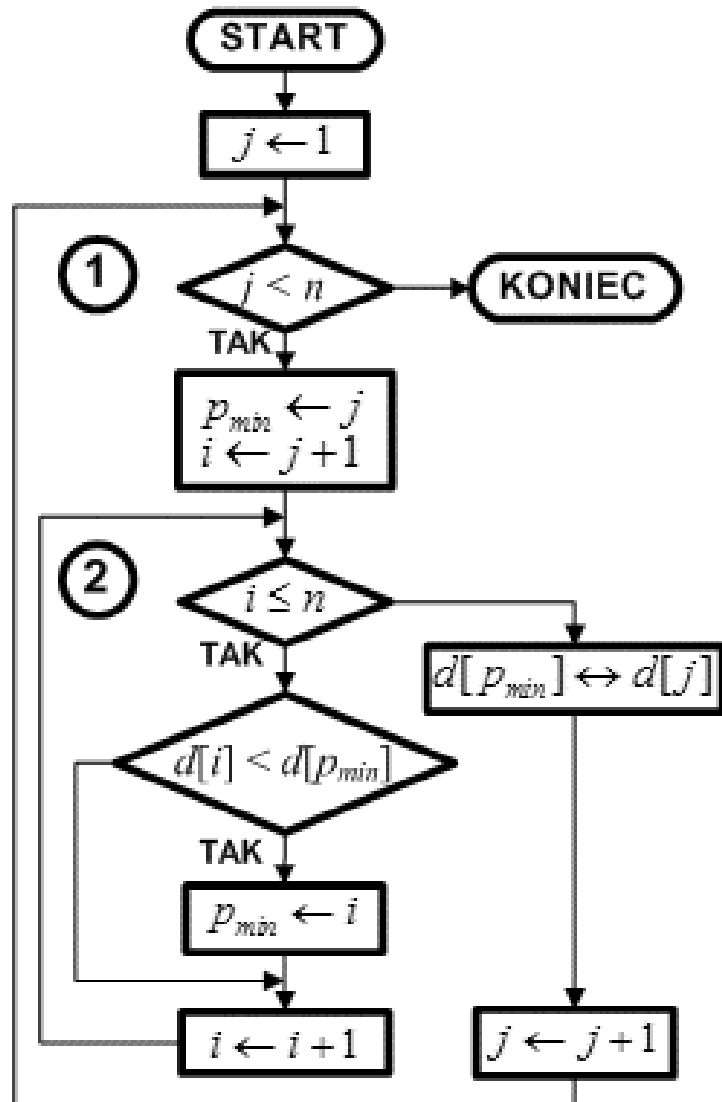 START
j ← 1
1
j < n
KONIEC
TAK
p_min ← j
i ← j + 1
2
i ≤ n
TAK
d[p_min] ↔ d[j]
d[i] < d[p_min]
TAK
p_min ← i
i ← i + 1
j ← j + 1